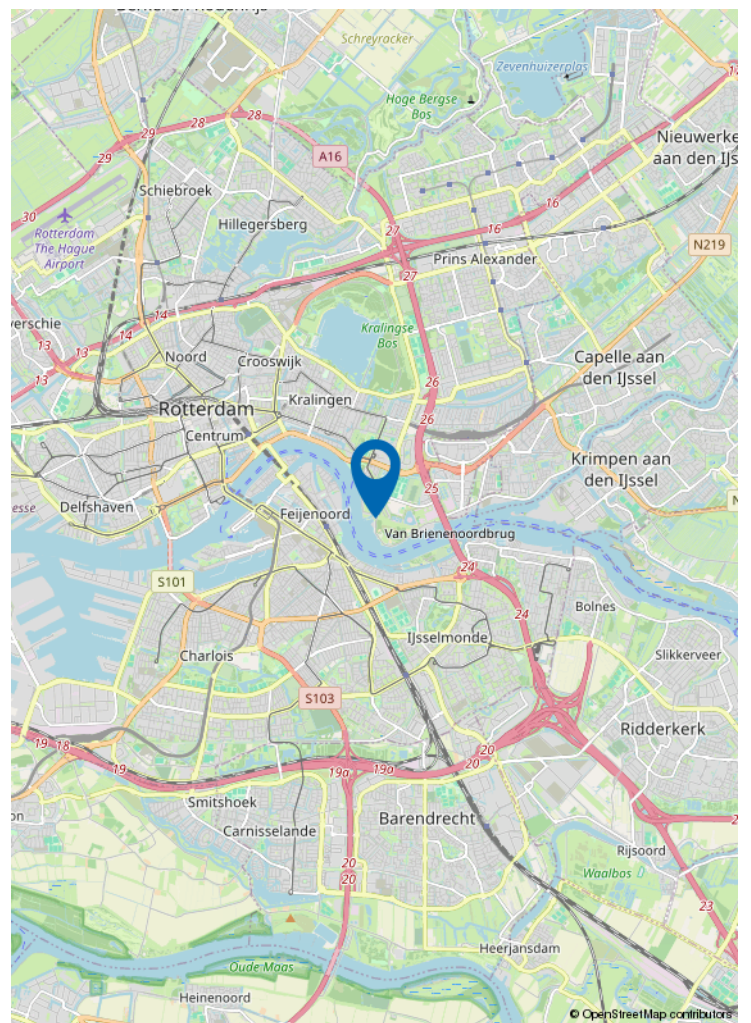 Schreyracker
Zevenhuizerplas
Hoge Bergse
Bos
28
28
29
29
A16
Nieuwerke
aan den IJs
16
16
Schiebroek
30
Rotterdam
The Hague
Airport
Hillegersberg
27
27
Prins Alexander
N219
14
14
13
13
Kralingse
Bos
Noord
Crooswijk
Capelle aan
den IJssel
26
26
Rotterdam
Kralingen
Centrum
Krimpen aan
den IJssel
25
Delfshaven
Feijenoord
Van Brienenoordbrug
S101
24
24
Bolnes
IJsselmonde
Charlois
Slikkerveer
S103
Ridderkerk
19
18
19
19a
19a
20
20
Smitshoek
Carnisselande
Barendrecht
Rijsoord
20
20
Waalbos
23
Heerjansdam
Oude Maas
Heinenoord
© OpenStreetMap contributors